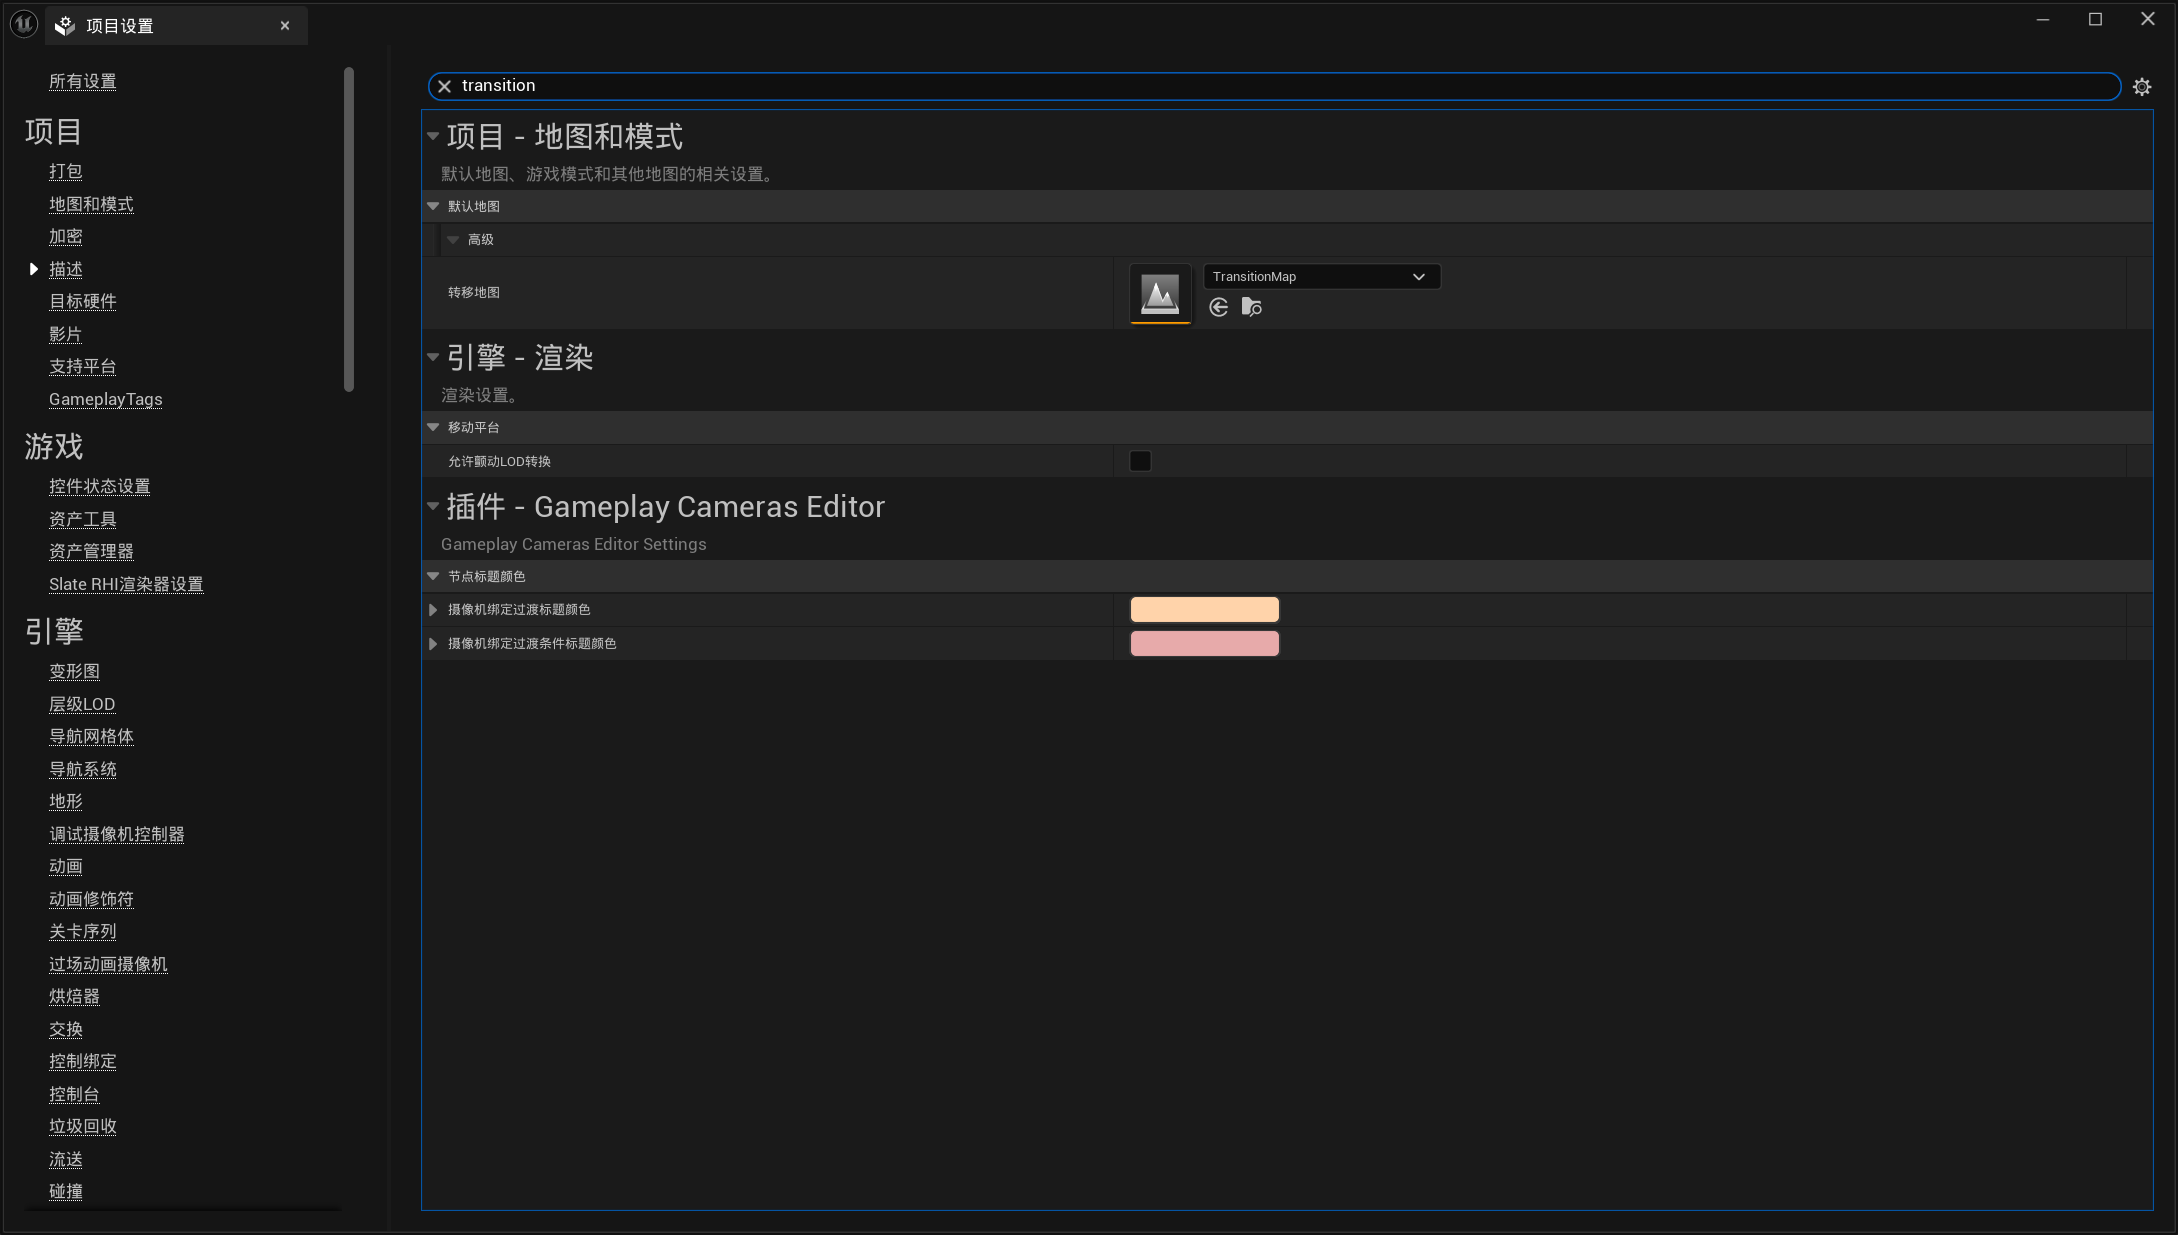 项目设置
所有设置
项目
打包
地图和模式
加密
描述
目标硬件
影片
支持平台
GameplayTags
游戏
控件状态设置
资产工具
资产管理器
Slate RHI渲染器设置
引擎
变形图
层级LOD
导航网格体
导航系统
地形
调试摄像机控制器
动画
动画修饰符
关卡序列
过场动画摄像机
烘焙器
交换
控制绑定
控制台
垃圾回收
流送
碰撞
transition
项目 - 地图和模式
默认地图、游戏模式和其他地图的相关设置。
默认地图
高级
转移地图
TransitionMap
引擎 - 渲染
渲染设置。
移动平台
允许颤动LOD转换
插件 - Gameplay Cameras Editor
Gameplay Cameras Editor Settings
节点标题颜色
摄像机绑定过渡标题颜色
摄像机绑定过渡条件标题颜色